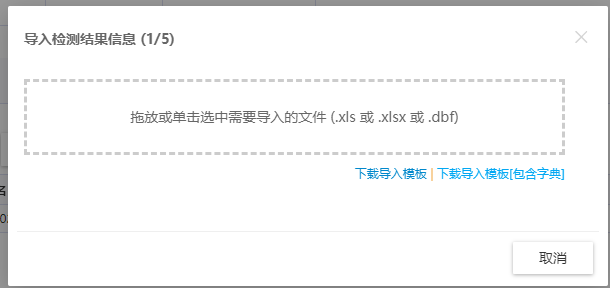 导入检测结果信息 (1/5)
拖放或单击选中需要导入的文件 (.xls 或 .xlsx 或 .dbf)
下载导入模板 | 下载导入模板[包含字典]
名
取消